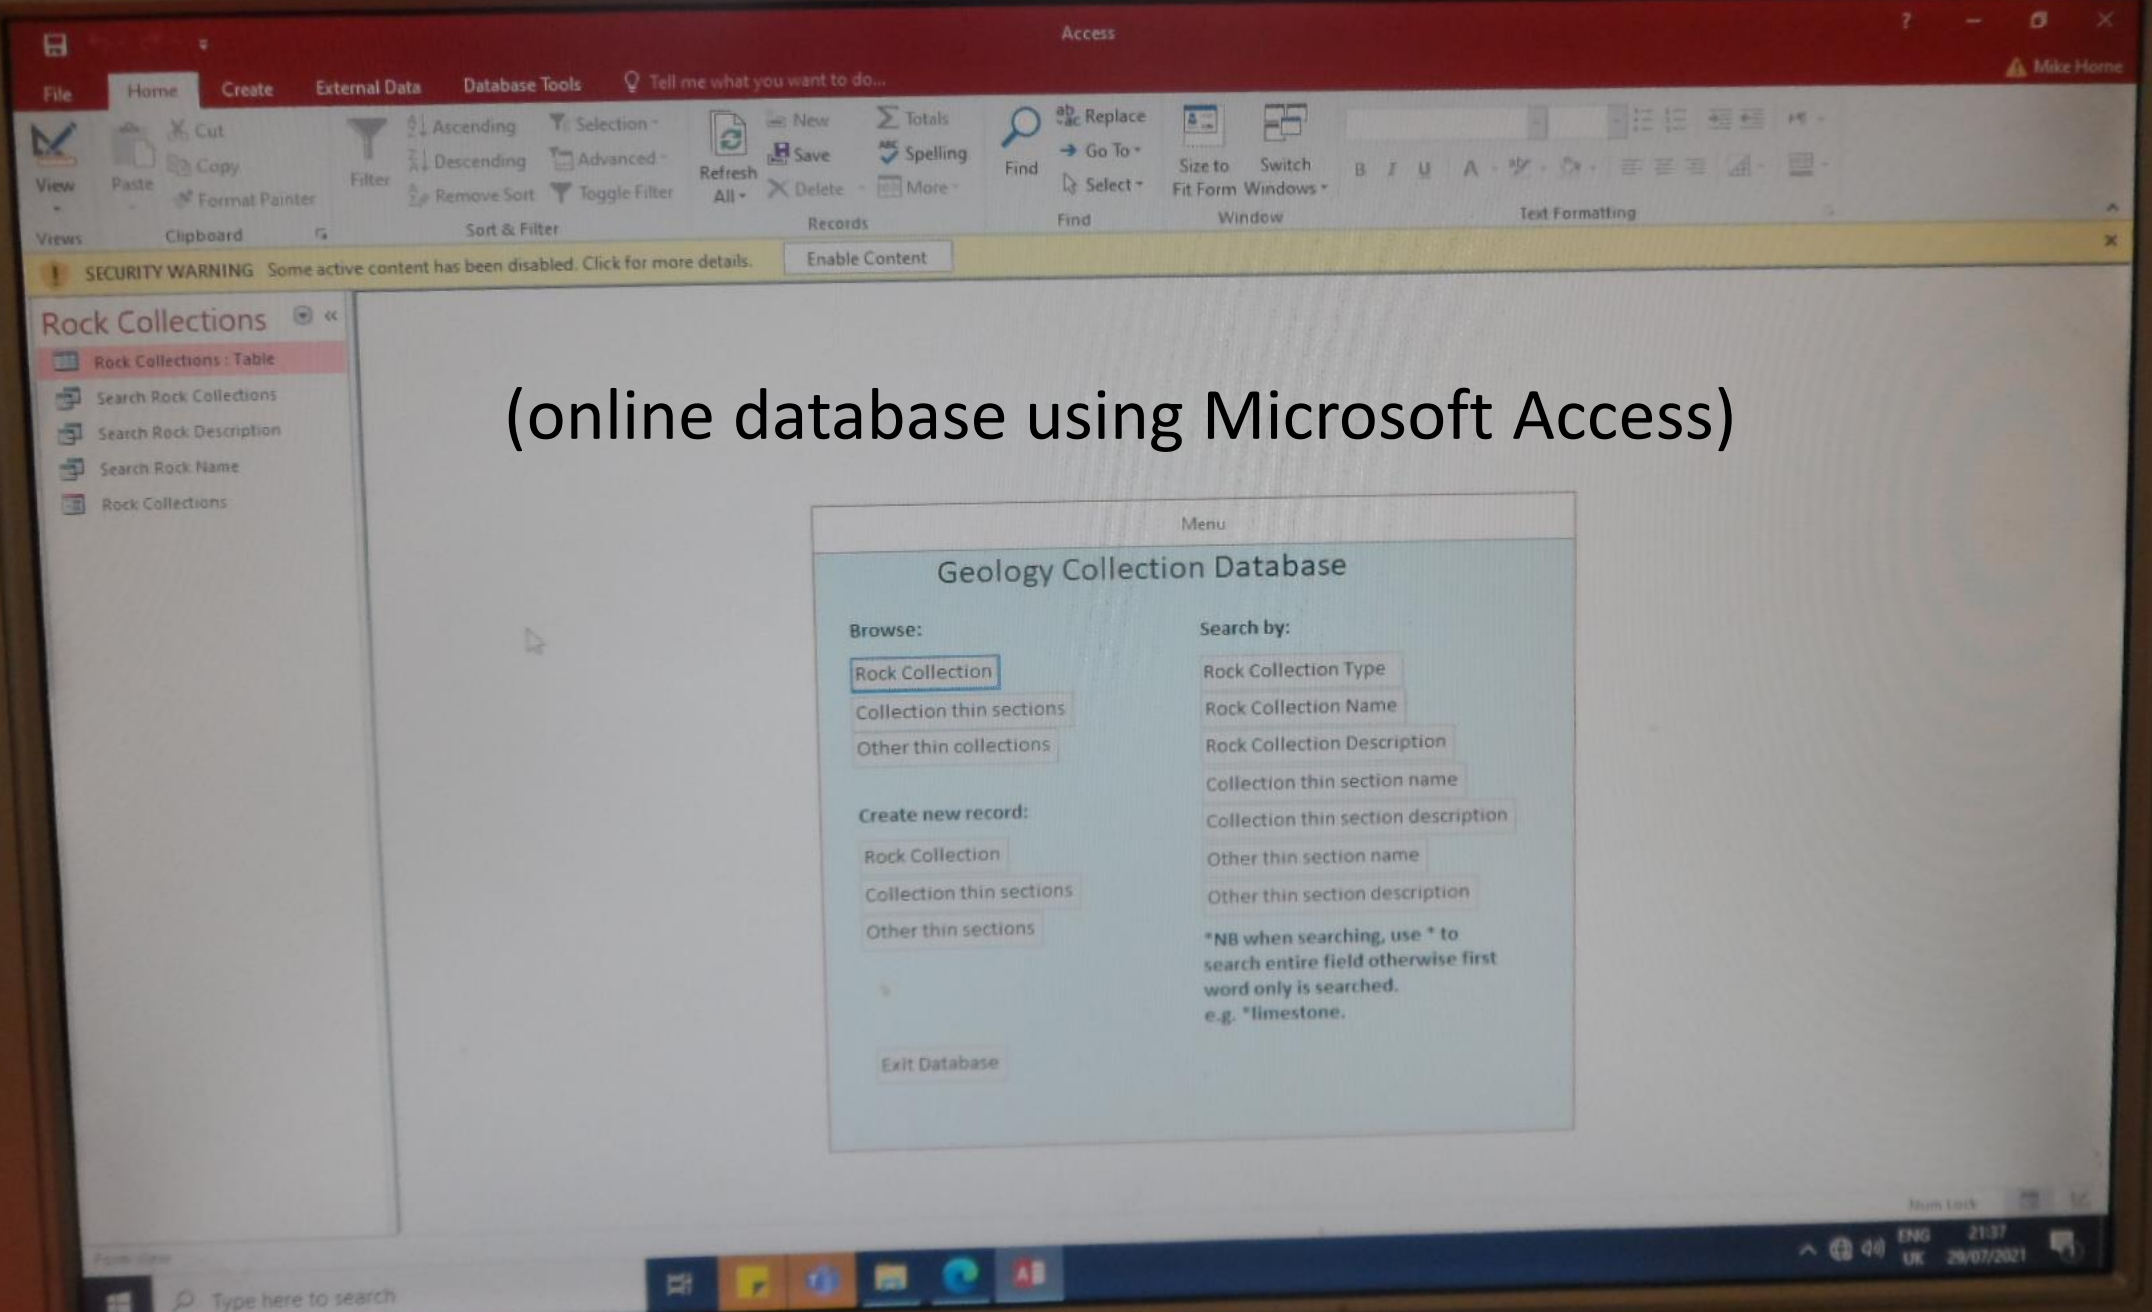 Access
Mike Horne
File Home Create External Data Database Tools Tell me what you want to do...
View
Views
Paste
Cut
Copy
Format Painter
Clipboard
Filter
Ascending
Descending
Remove Sort
Selection
Advanced
Toggle Filter
Sort & Filter
Refresh
All
New
Save
Delete
Totals
Spelling
More
Records
Find
Replace
Go To
Select
Find
Size to
Fit Form
Switch
Windows
Window
B I U A
Text Formatting
SECURITY WARNING Some active content has been disabled. Click for more details. Enable Content
Rock Collections
Rock Collections : Table
Search Rock Collections
Search Rock Description
Search Rock Name
Rock Collections
(online database using Microsoft Access)
Menu
Geology Collection Database
Browse:
Rock Collection
Collection thin sections
Other thin collections
Create new record:
Rock Collection
Collection thin sections
Other thin sections
Exit Database
Search by:
Rock Collection Type
Rock Collection Name
Rock Collection Description
Collection thin section name
Collection thin section description
Other thin section name
Other thin section description
*NB when searching, use * to
search entire field otherwise first
word only is searched.
e.g. *limestone.
Num Lock
Form View
Type here to search
ENG
UK
21:37
29/07/2021